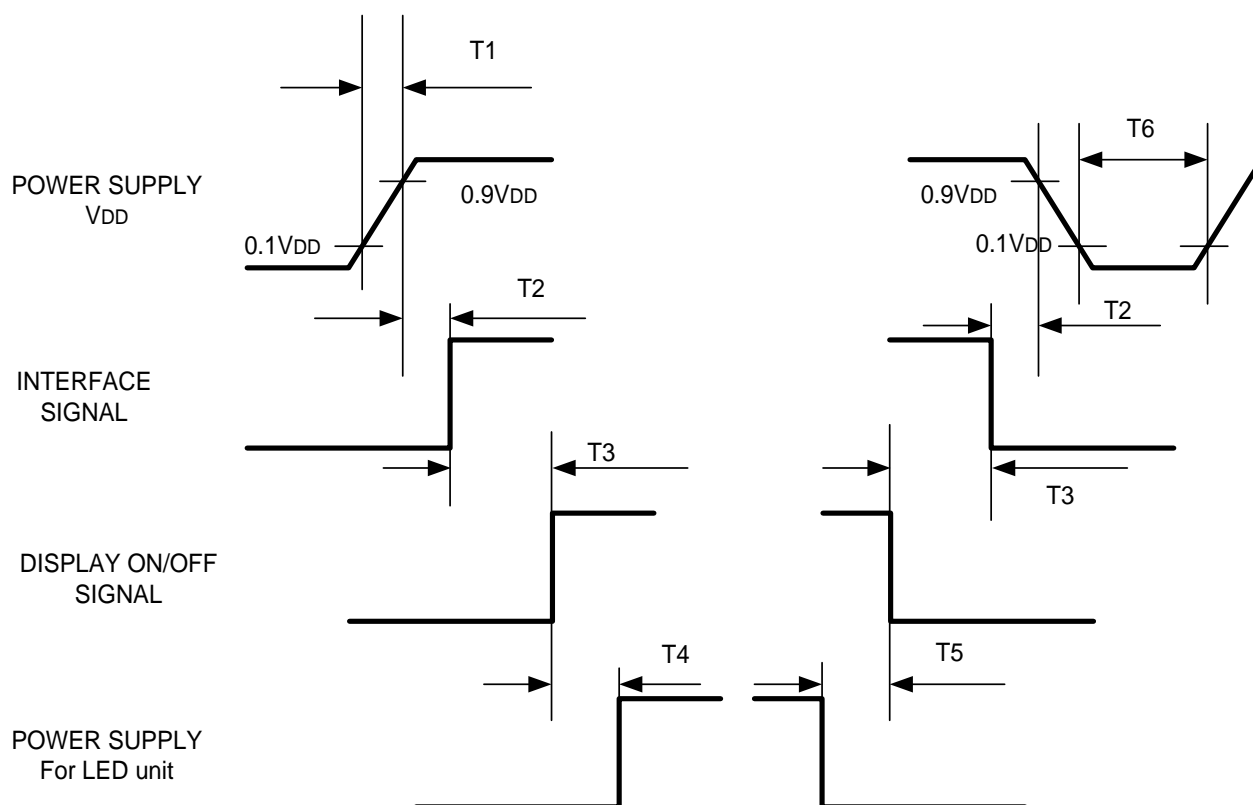 T1
T6
POWER SUPPLY
VDD
0.9VDD
0.9VDD
0.1VDD
0.1VDD
T2
T2
INTERFACE
SIGNAL
T3
T3
DISPLAY ON/OFF
SIGNAL
T4
T5
POWER SUPPLY
For LED unit